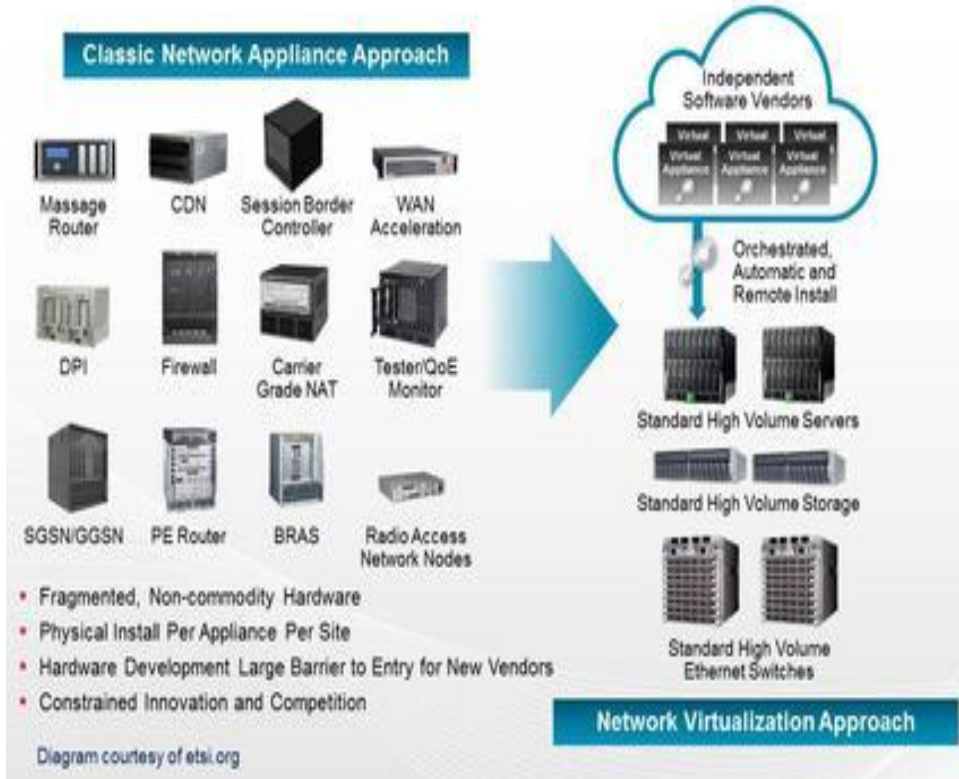 Classic Network Appliance Approach
Massage
Router
CDN
Session Border
Controller
WAN
Acceleration
DPI
Firewall
Carrier
Grade NAT
Tester/QoE
Monitor
SGSN/GGSN
PE Router
BRAS
Radio Access
Network Nodes
• Fragmented, Non-commodity Hardware
• Physical Install Per Appliance Per Site
• Hardware Development Large Barrier to Entry for New Vendors
• Constrained Innovation and Competition
Diagram courtesy of etsi.org
Independent
Software Vendors
Virtual
Virtual
Virtual
Virtual
Appliance
Virtual
Appliance
Virtual
Appliance
Orchestrated,
Automatic and
Remote Install
Standard High Volume Servers
Standard High Volume Storage
Standard High Volume
Ethernet Switches
Network Virtualization Approach